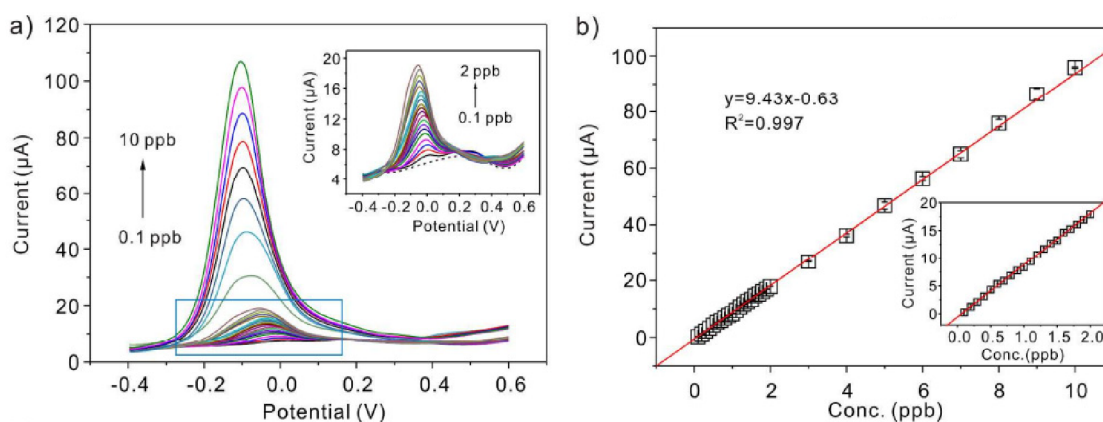 a)
120
100
80
60
40
20
0
Current (μA)
10 ppb
0.1 ppb
-0.4
-0.2
0.0
0.2
0.4
0.6
Potential (V)
20
16
12
8
4
Current (μA)
2 ppb
0.1 ppb
-0.4 -0.2 0.0 0.2 0.4 0.6
Potential (V)
b)
100
80
60
40
20
0
Current (μA)
y=9.43x-0.63
R²=0.997
0 2 4 6 8 10
Conc. (ppb)
20
15
10
5
0
Current (μA)
0.0 0.5 1.0 1.5 2.0
Conc.(ppb)